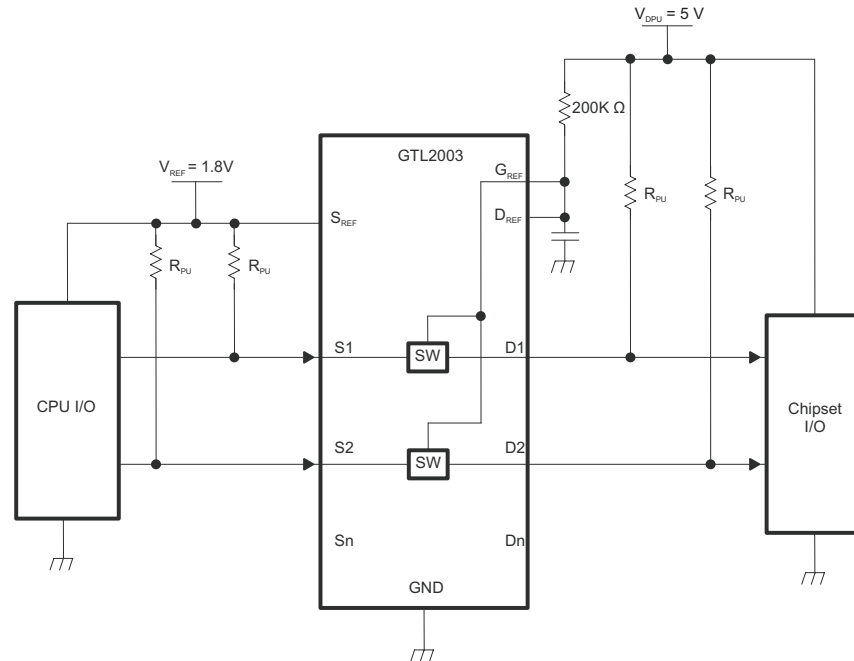 V_DPU = 5 V
200K Ω
GTL2003
V_REF = 1.8V
G_REF
R_PU
R_PU
D_REF
S_REF
R_PU
R_PU
S1
SW
D1
CPU I/O
Chipset
I/O
S2
SW
D2
Sn
Dn
GND